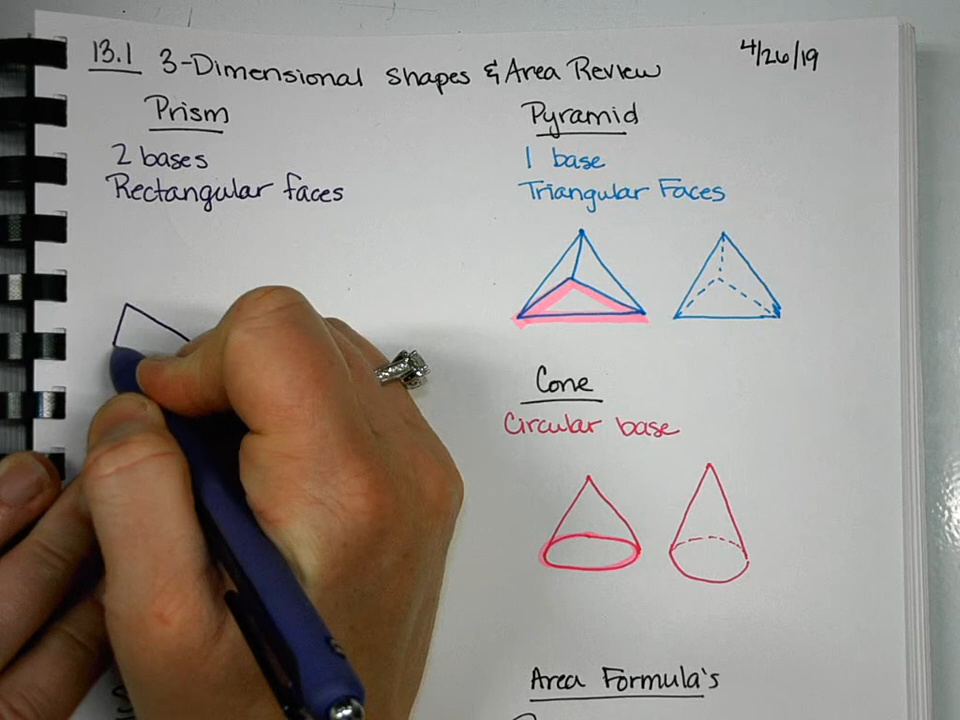 13.1 3-Dimensional Shapes & Area Review 4/26/19
Prism
2 bases
Rectangular faces
Pyramid
1 base
Triangular Faces
Cone
Circular base
Area Formula's